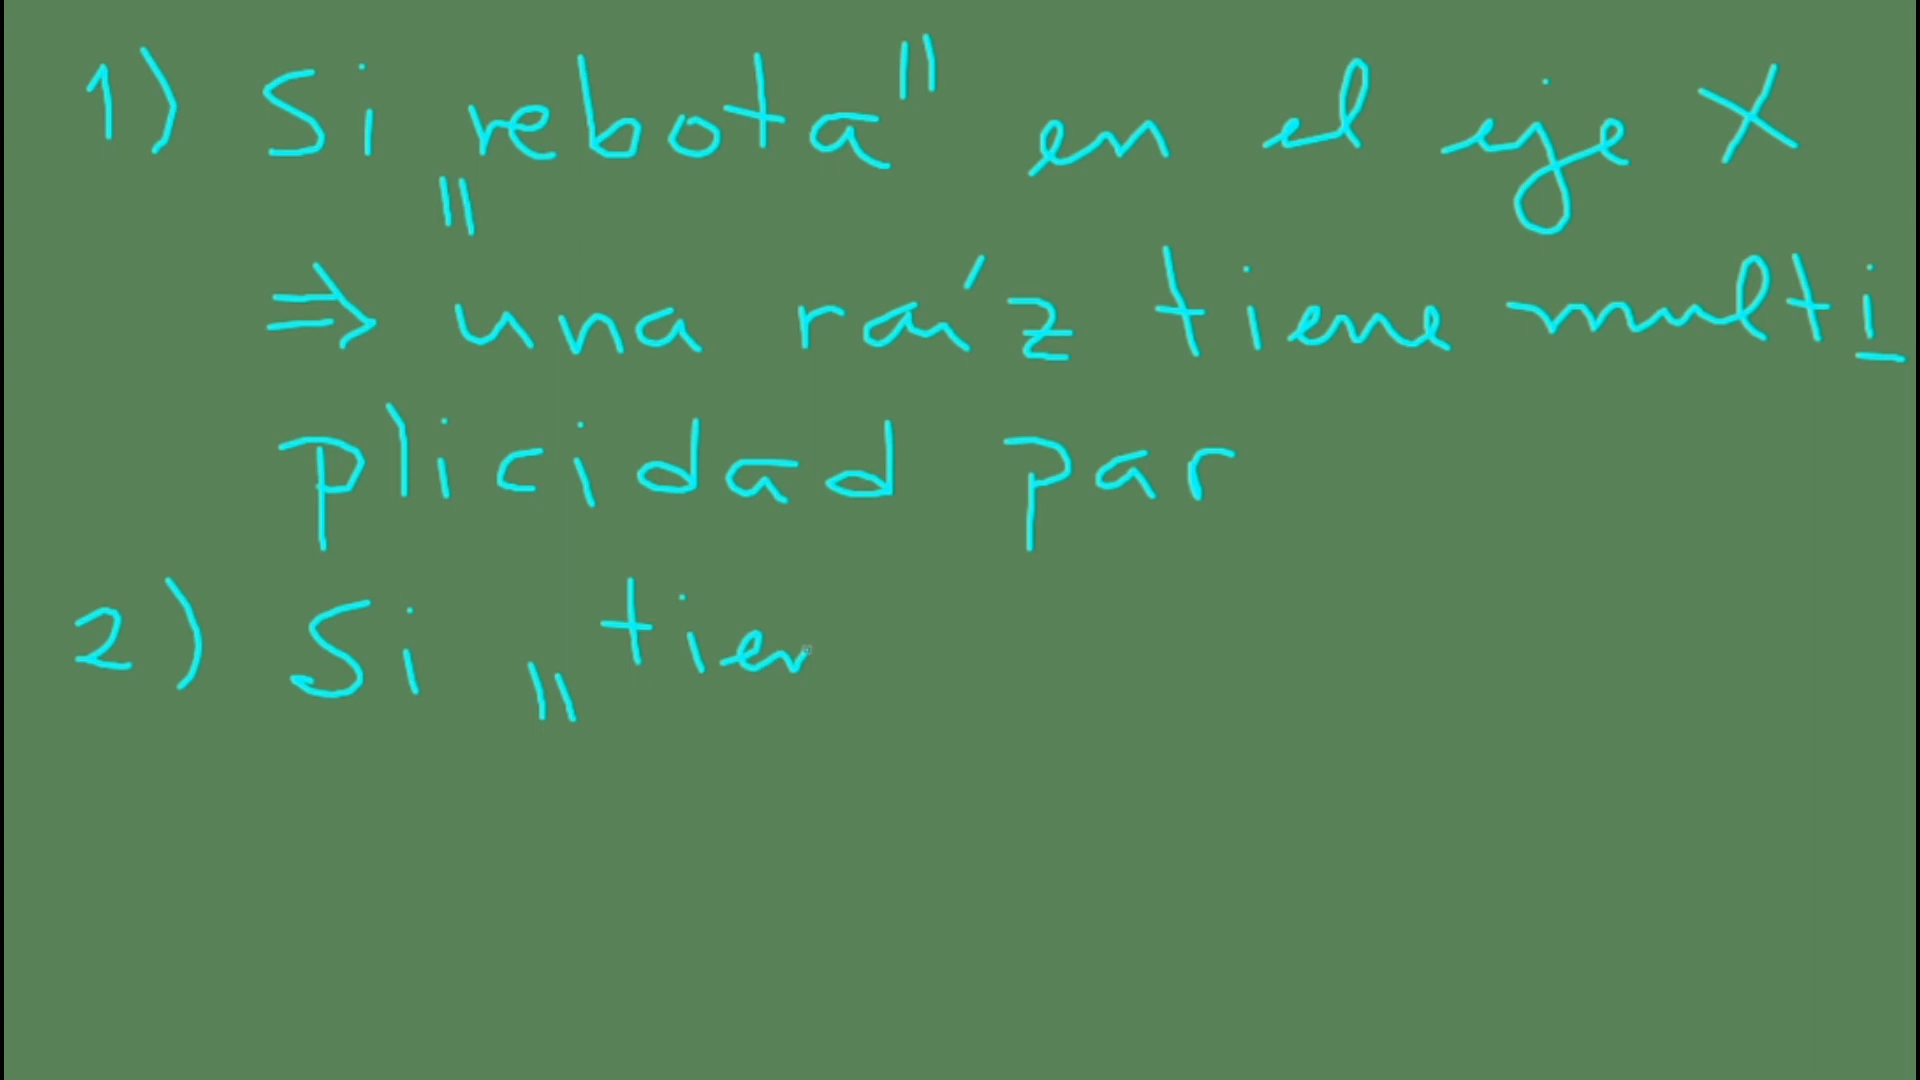 1) Si „rebota" en el eje X
⇒ una raíz tiene multi
plicidad par
2) Si „tien